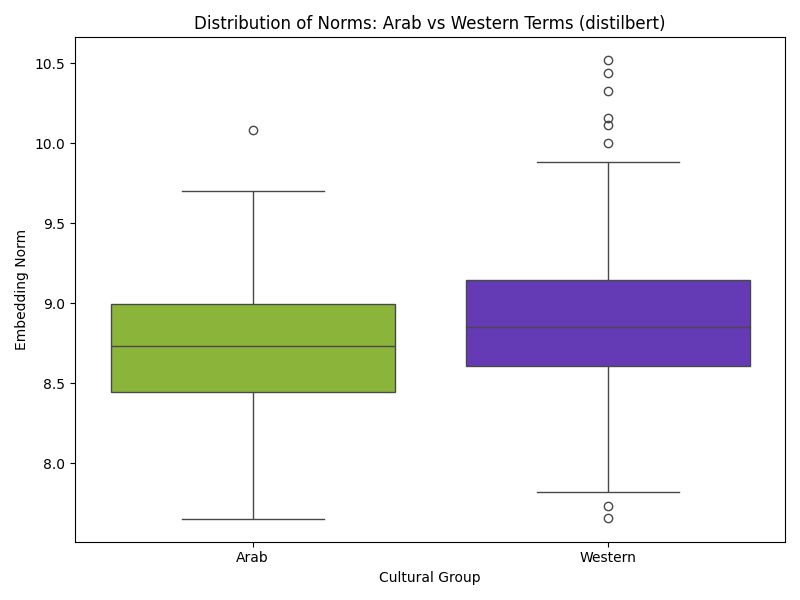 Distribution of Norms: Arab vs Western Terms (distilbert)
10.5
10.0
9.5
9.0
8.5
8.0
Embedding Norm
Arab
Western
Cultural Group